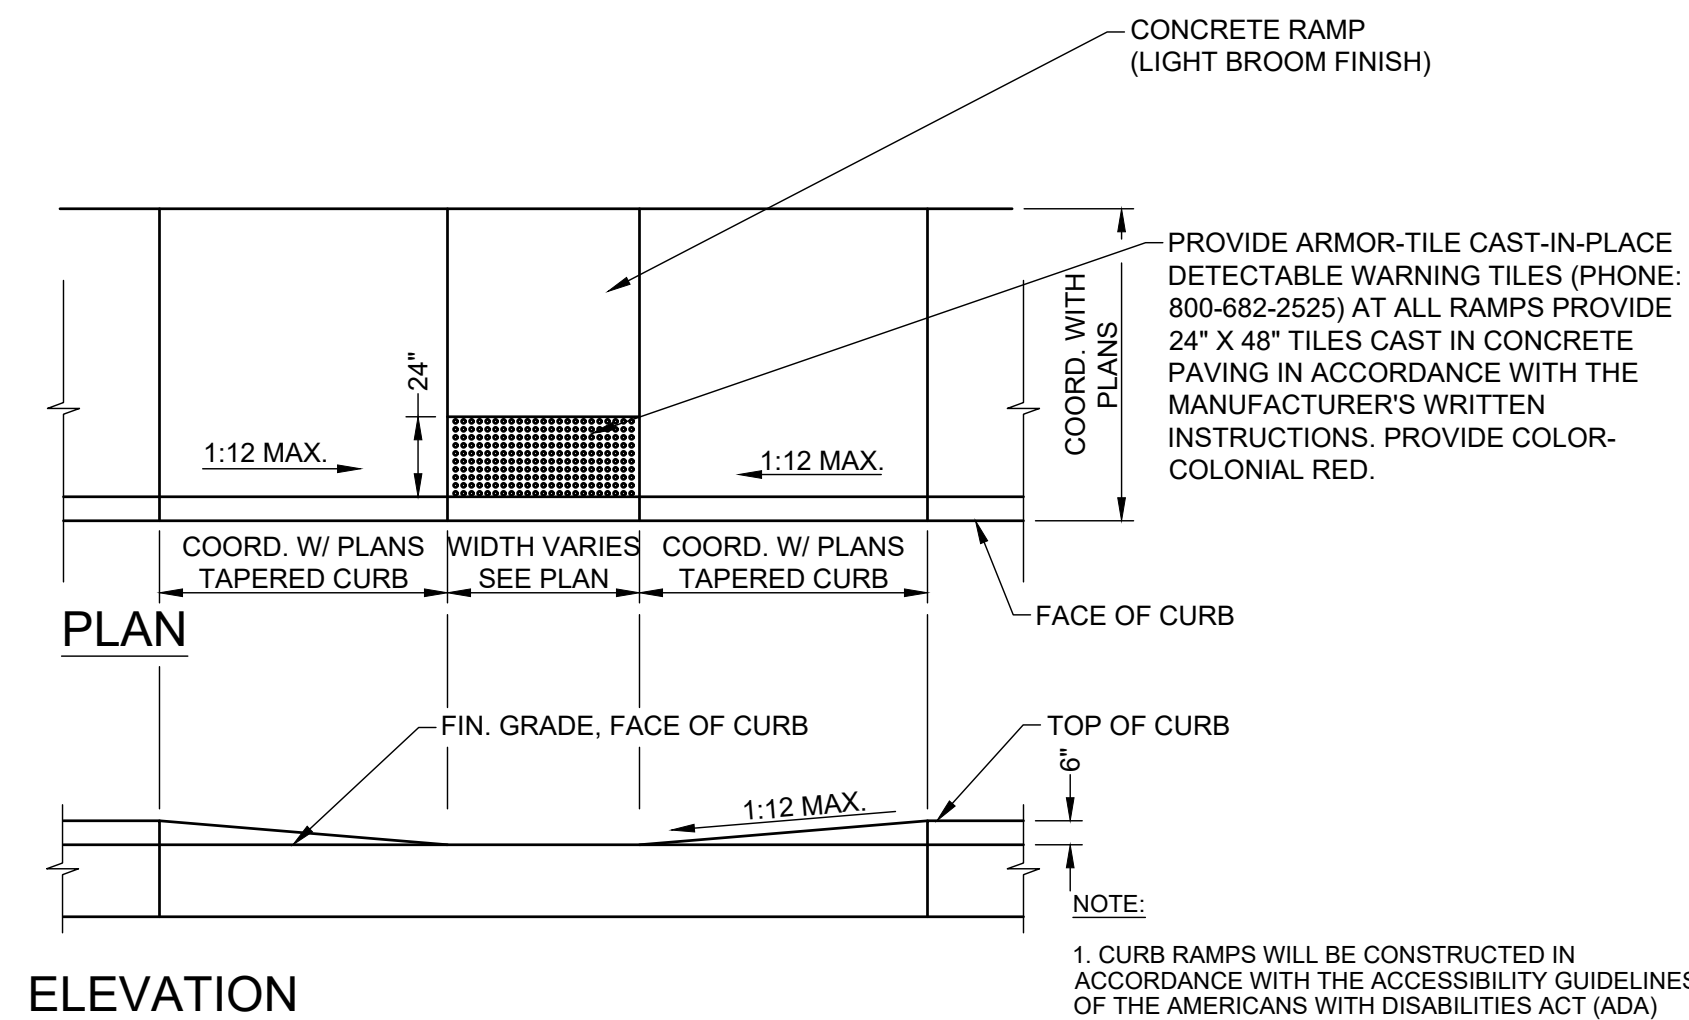 CONCRETE RAMP
(LIGHT BROOM FINISH)
PROVIDE ARMOR-TILE CAST-IN-PLACE
DETECTABLE WARNING TILES (PHONE:
800-682-2525) AT ALL RAMPS PROVIDE
24" X 48" TILES CAST IN CONCRETE
PAVING IN ACCORDANCE WITH THE
MANUFACTURER'S WRITTEN
INSTRUCTIONS. PROVIDE COLOR-
COLONIAL RED.
COORD. WITH
PLANS
24"
1:12 MAX.
1:12 MAX.
COORD. W/ PLANS
TAPERED CURB
WIDTH VARIES
SEE PLAN
COORD. W/ PLANS
TAPERED CURB
FACE OF CURB
PLAN
FIN. GRADE, FACE OF CURB
TOP OF CURB
6"
1:12 MAX.
NOTE:
1. CURB RAMPS WILL BE CONSTRUCTED IN
ACCORDANCE WITH THE ACCESSIBILITY GUIDELINES
OF THE AMERICANS WITH DISABILITIES ACT (ADA)
ELEVATION